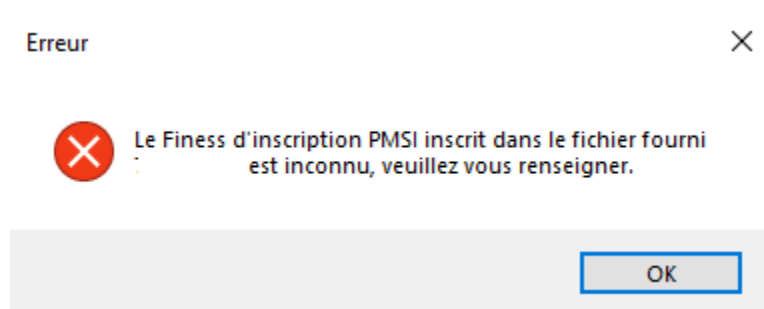 Erreur
Le Finess d'inscription PMSI inscrit dans le fichier fourni
est inconnu, veuillez vous renseigner.
OK